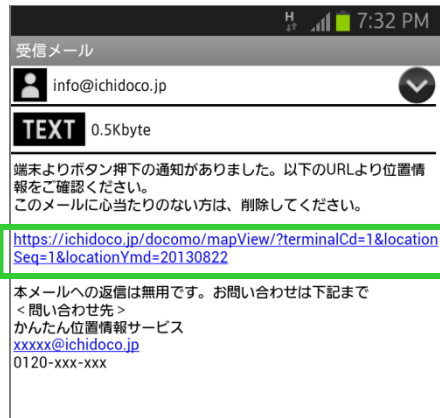 H 7:32 PM
受信メール
info@ichidoco.jp
TEXT 0.5Kbyte
端末よりボタン押下の通知がありました。以下のURLより位置情
報をご確認ください。
このメールに心当たりのない方は、削除してください。
https://ichidoco.jp/docomo/mapView/?terminalCd=1&location
Seq=1&locationYmd=20130822
本メールへの返信は無用です。お問い合わせは下記まで
＜問い合わせ先＞
かんたん位置情報サービス
xxxxx@ichidoco.jp
0120-xxx-xxx